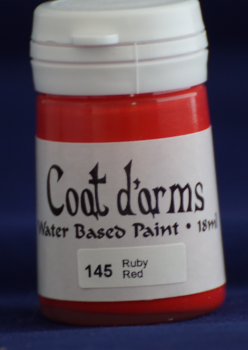 Coat d'arms
Water Based Paint • 18ml
145 Ruby
Red